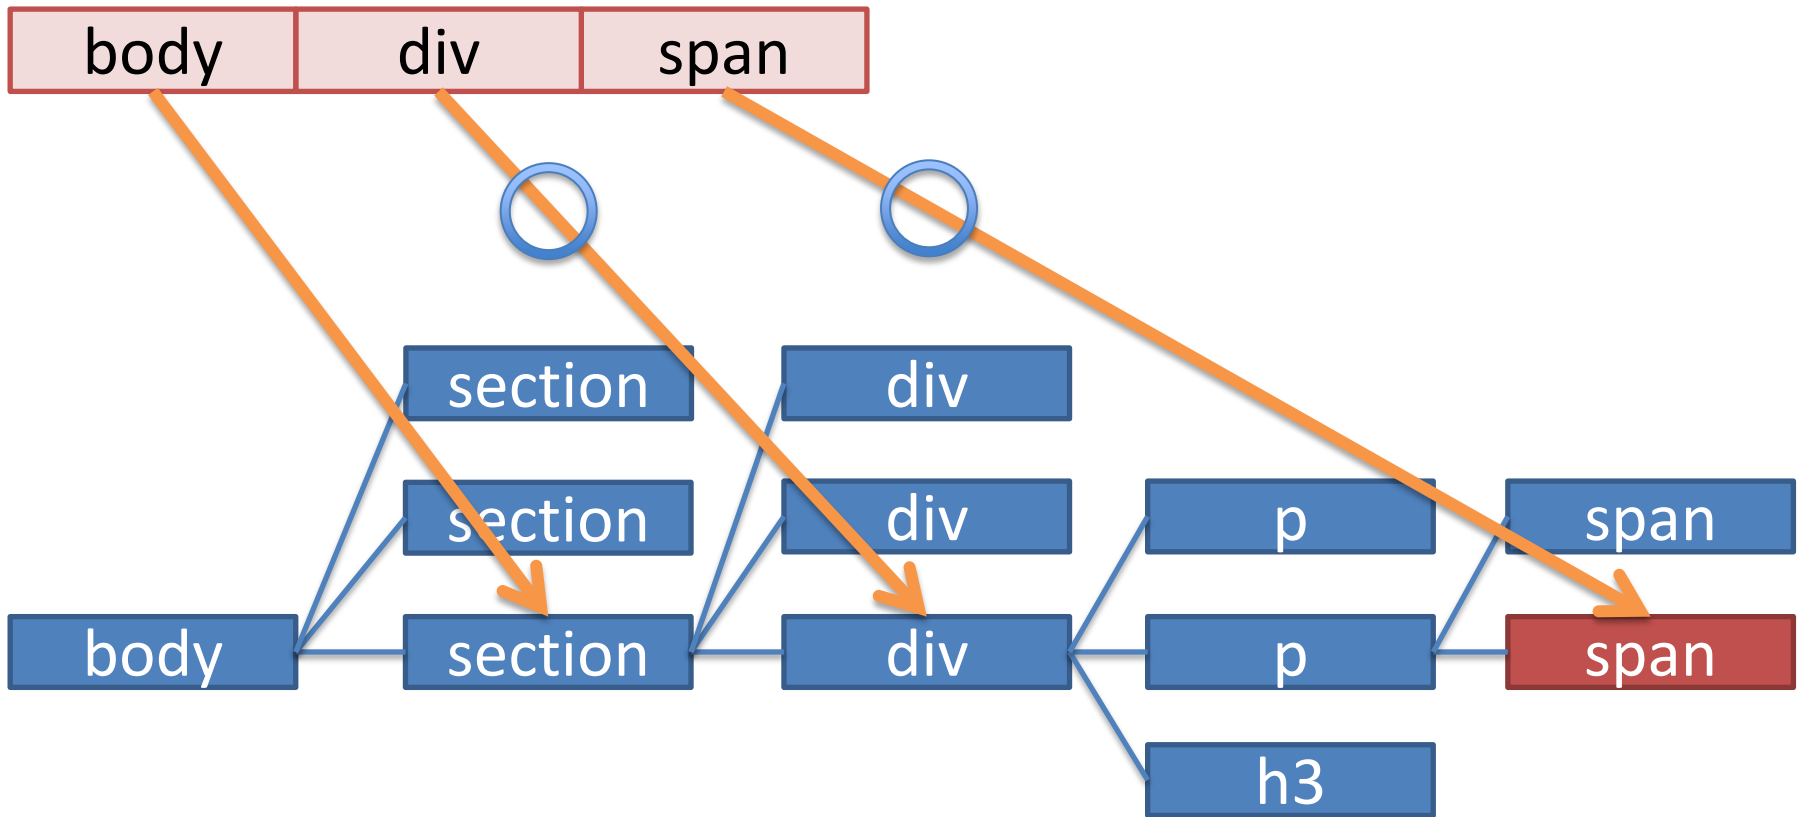 body div span
section div
section div p span
body section div p span
h3